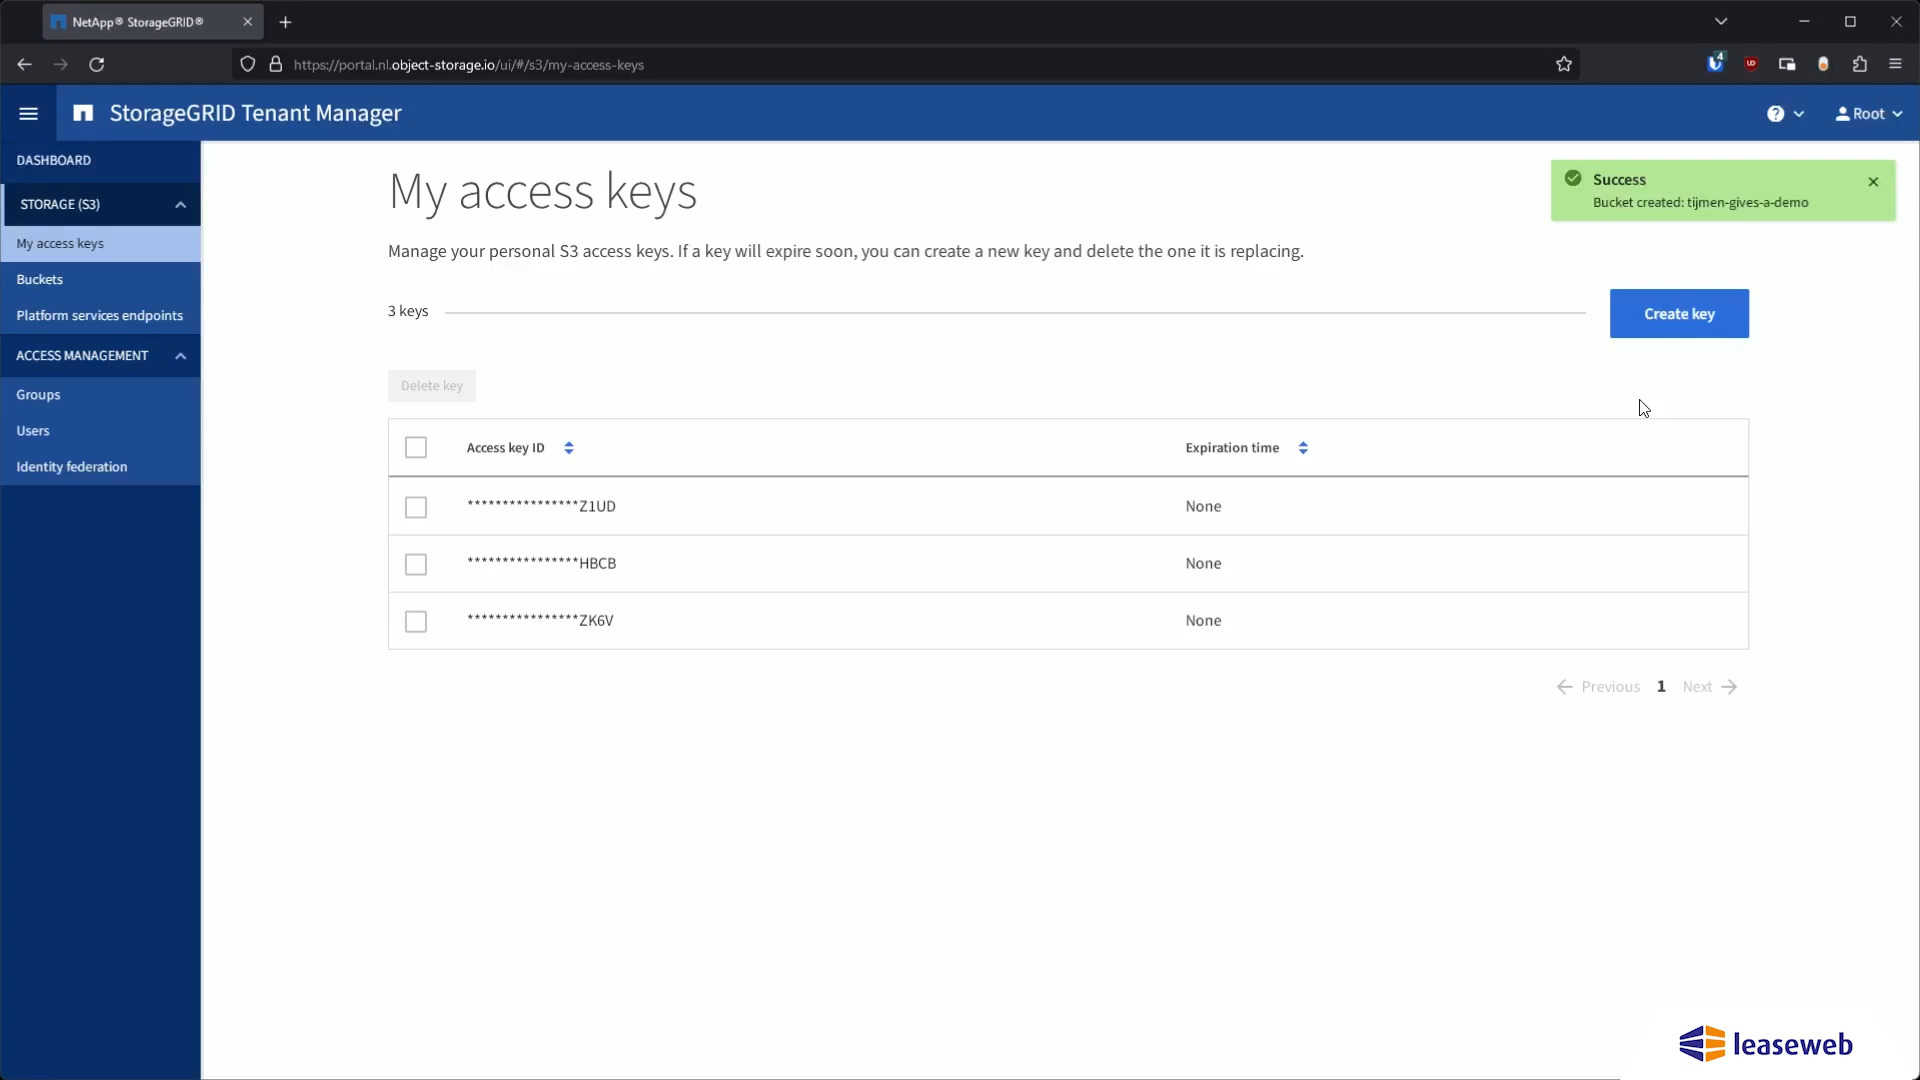 NetApp® StorageGRID®
https://portal.nl.object-storage.io/ui/#/s3/my-access-keys
4
StorageGRID Tenant Manager
?
Root
DASHBOARD
STORAGE (S3)
My access keys
Buckets
Platform services endpoints
ACCESS MANAGEMENT
Groups
Users
Identity federation
My access keys
Success
Bucket created: tijmen-gives-a-demo
Manage your personal S3 access keys. If a key will expire soon, you can create a new key and delete the one it is replacing.
3 keys
Create key
Delete key
Access key ID Expiration time
****************Z1UD None
****************HBCB None
****************ZK6V None
Previous 1 Next
leaseweb